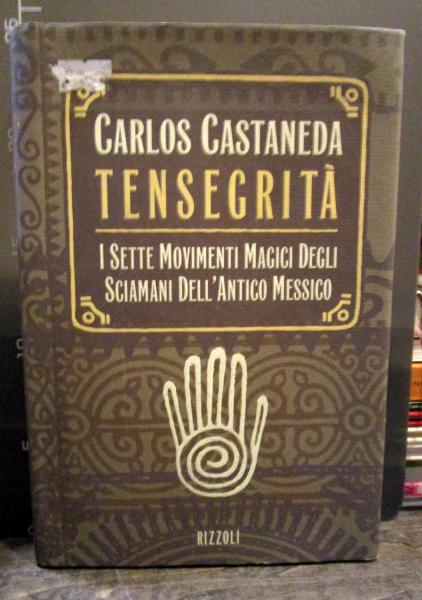 CARLOS CASTANEDA
TENSEGRITÀ
I SETTE MOVIMENTI MAGICI DEGLI
SCIAMANI DELL'ANTICO MESSICO
RIZZOLI